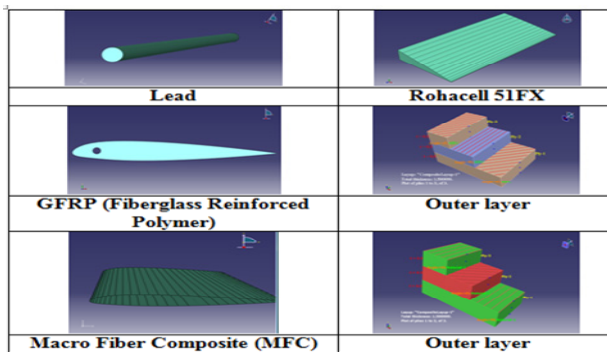 Lead
Rohacell 51FX
GFRP (Fiberglass Reinforced
Polymer)
Outer layer
Macro Fiber Composite (MFC)
Outer layer